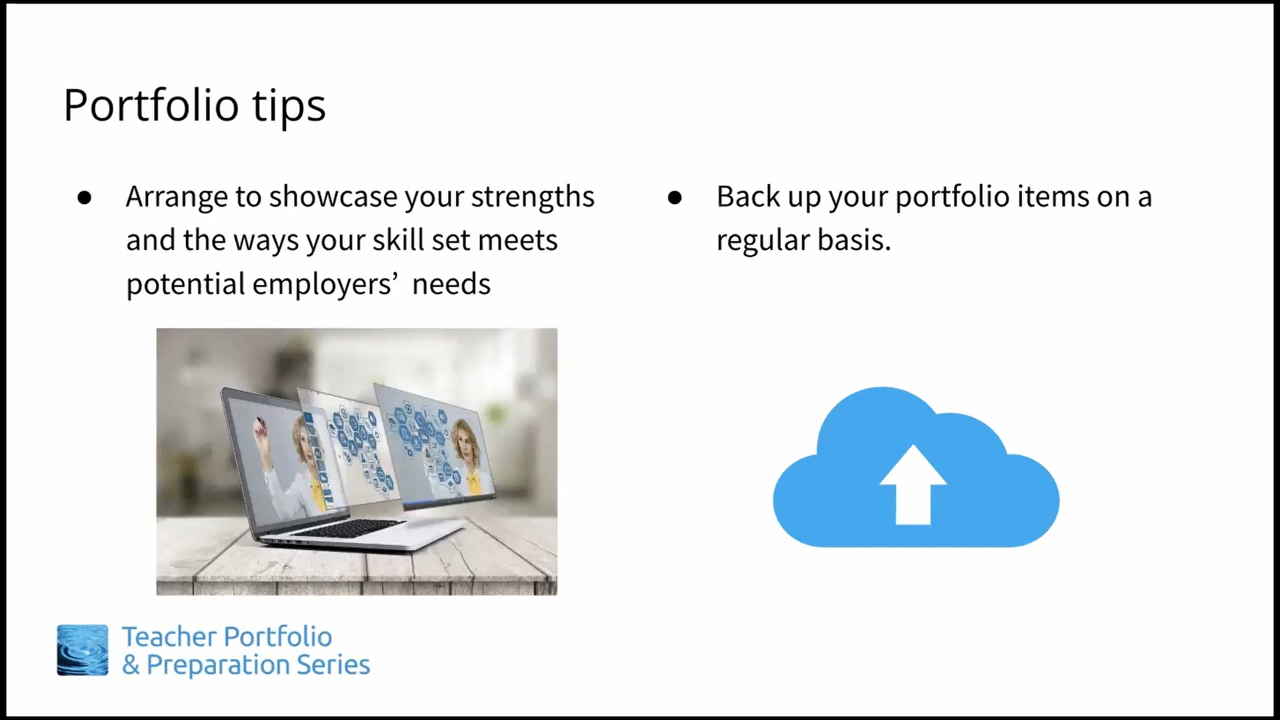 Portfolio tips
● Arrange to showcase your strengths
and the ways your skill set meets
potential employers’ needs
● Back up your portfolio items on a
regular basis.
Teacher Portfolio
& Preparation Series